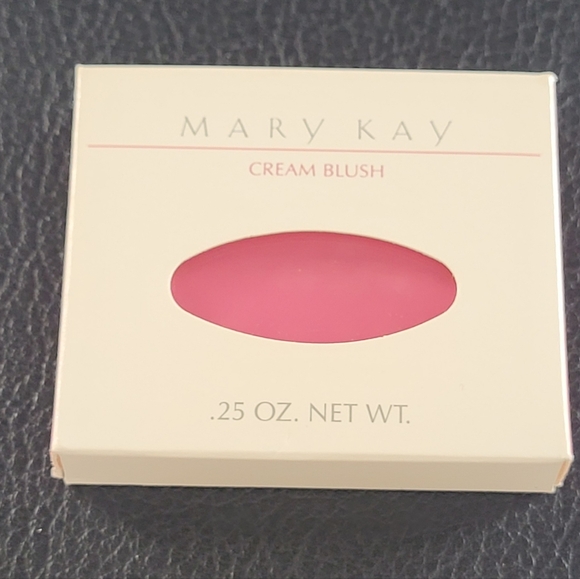 MARY KAY
CREAM BLUSH
.25 OZ. NET WT.